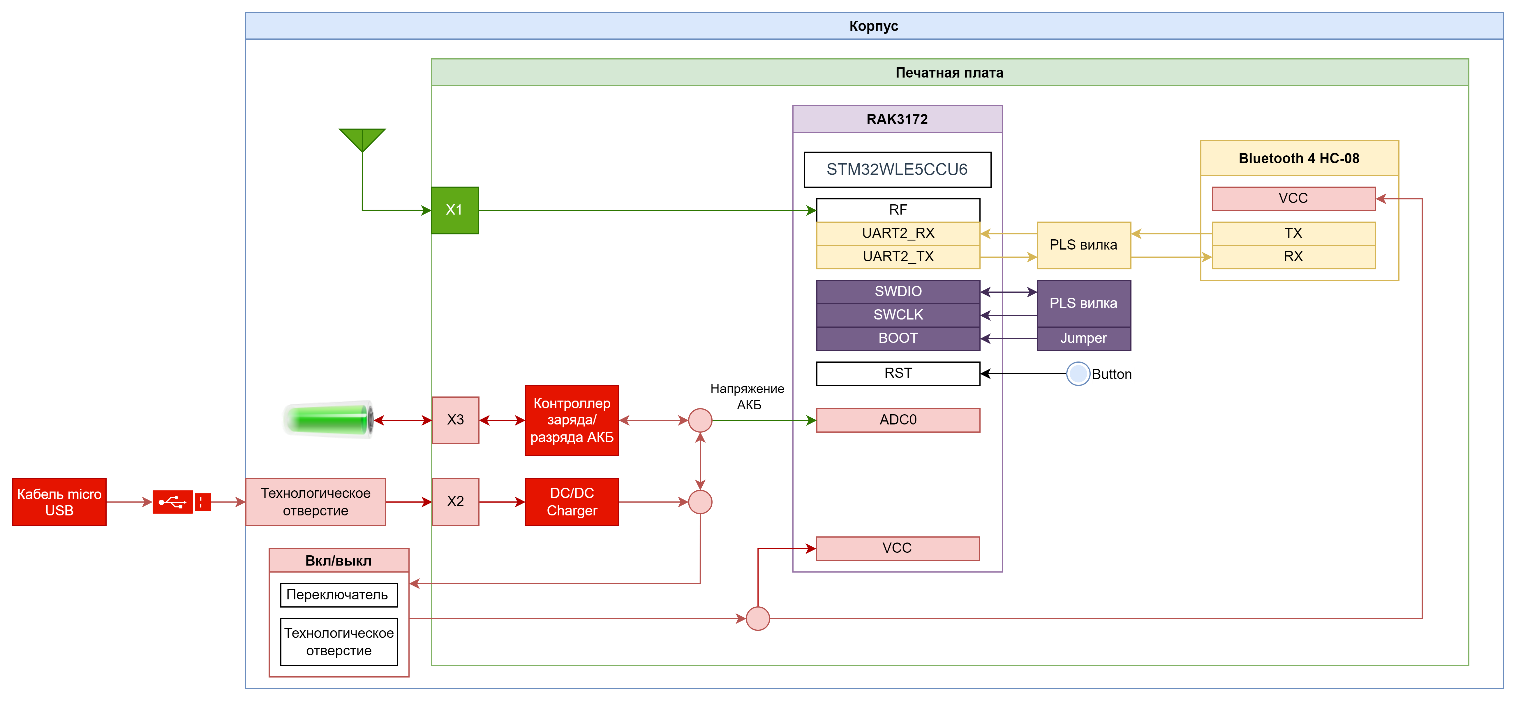 Корпус
Печатная плата
RAK3172
STM32WLE5CCU6
Bluetooth 4 HC-08
VCC
X1
RF
UART2_RX
UART2_TX
PLS вилка
TX
RX
SWDIO
SWCLK
BOOT
PLS вилка
Jumper
RST
Button
Напряжение
АКБ
X3
Контроллер
заряда/
разряда АКБ
ADC0
Кабель micro
USB
Технологическое
отверстие
X2
DC/DC
Charger
VCC
Вкл/выкл
Переключатель
Технологическое
отверстие